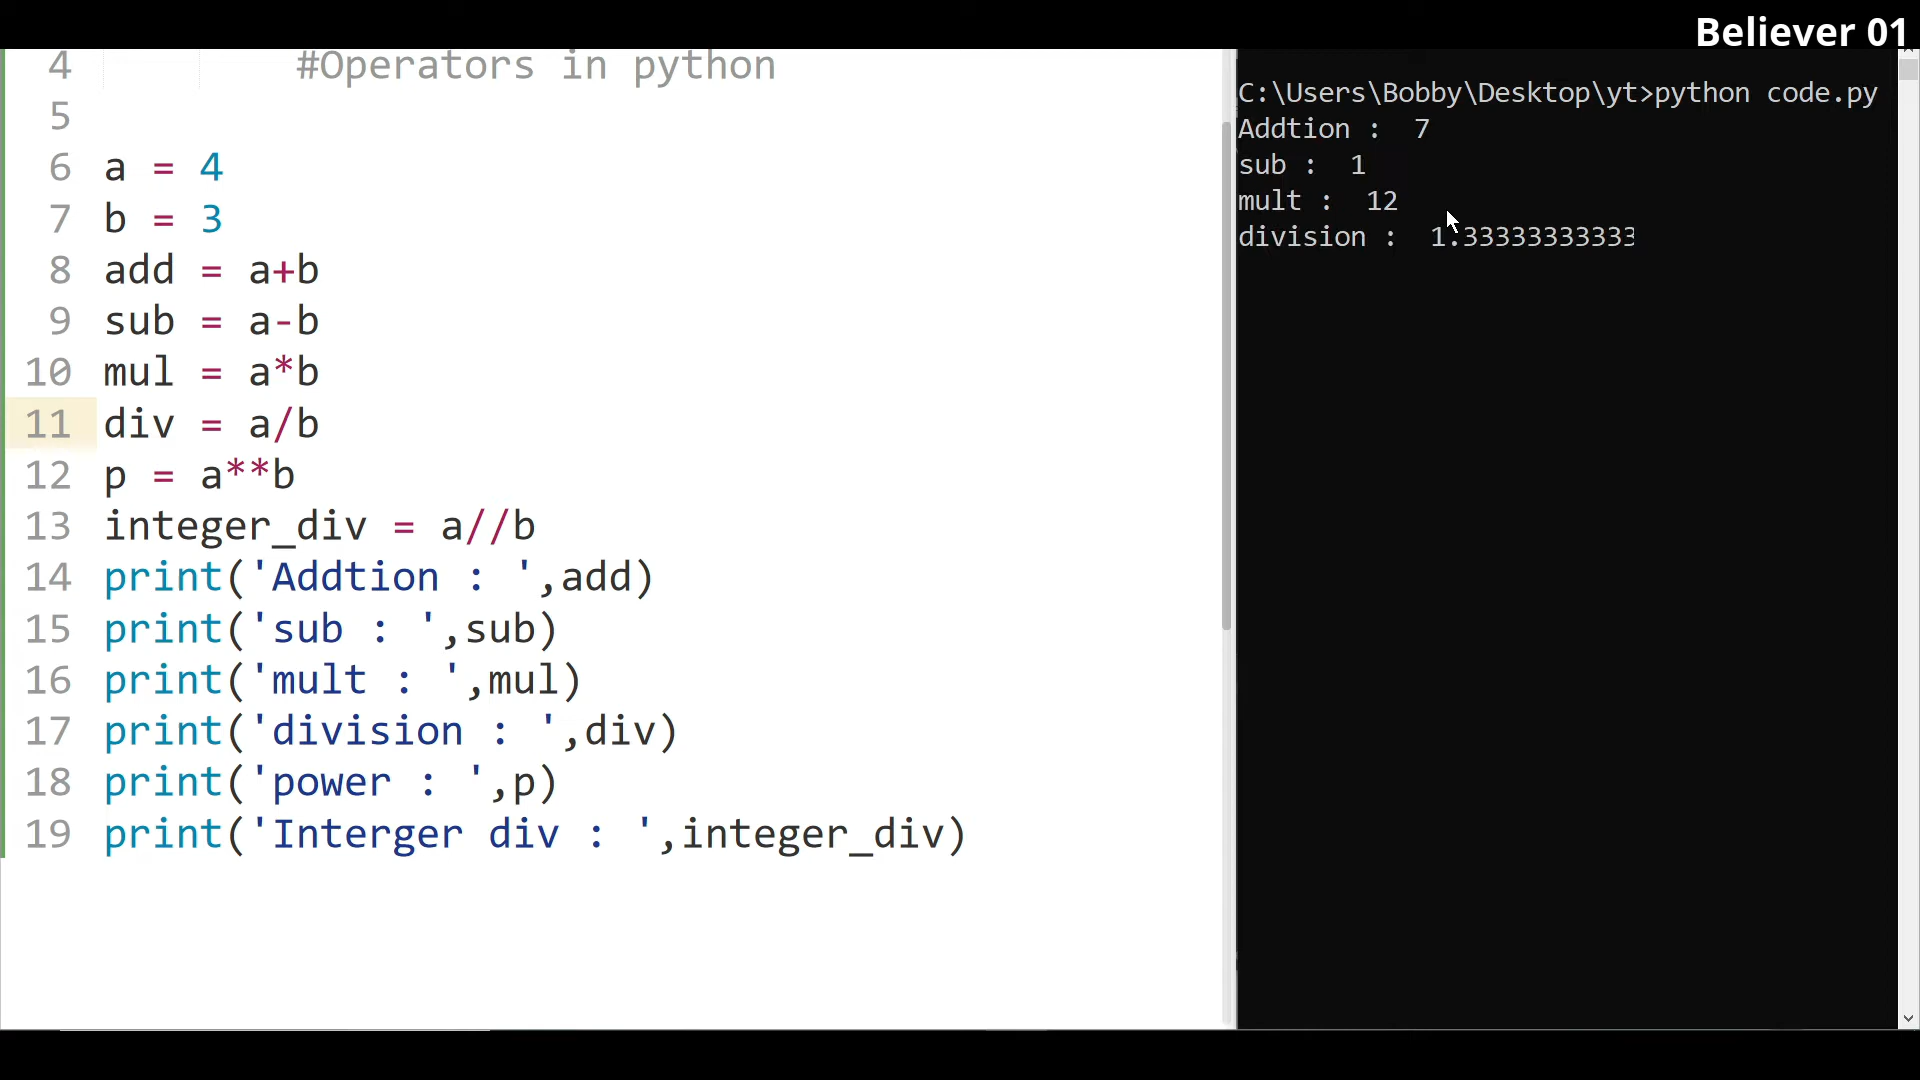 Believer 01
4 #Operators in python
5
6 a = 4
7 b = 3
8 add = a+b
9 sub = a-b
10 mul = a*b
11 div = a/b
12 p = a**b
13 integer_div = a//b
14 print('Addtion : ',add)
15 print('sub : ',sub)
16 print('mult : ',mul)
17 print('division : ',div)
18 print('power : ',p)
19 print('Interger div : ',integer_div)
C:\Users\Bobby\Desktop\yt>python code.py
Addtion :  7
sub :  1
mult :  12
division :  1.33333333333